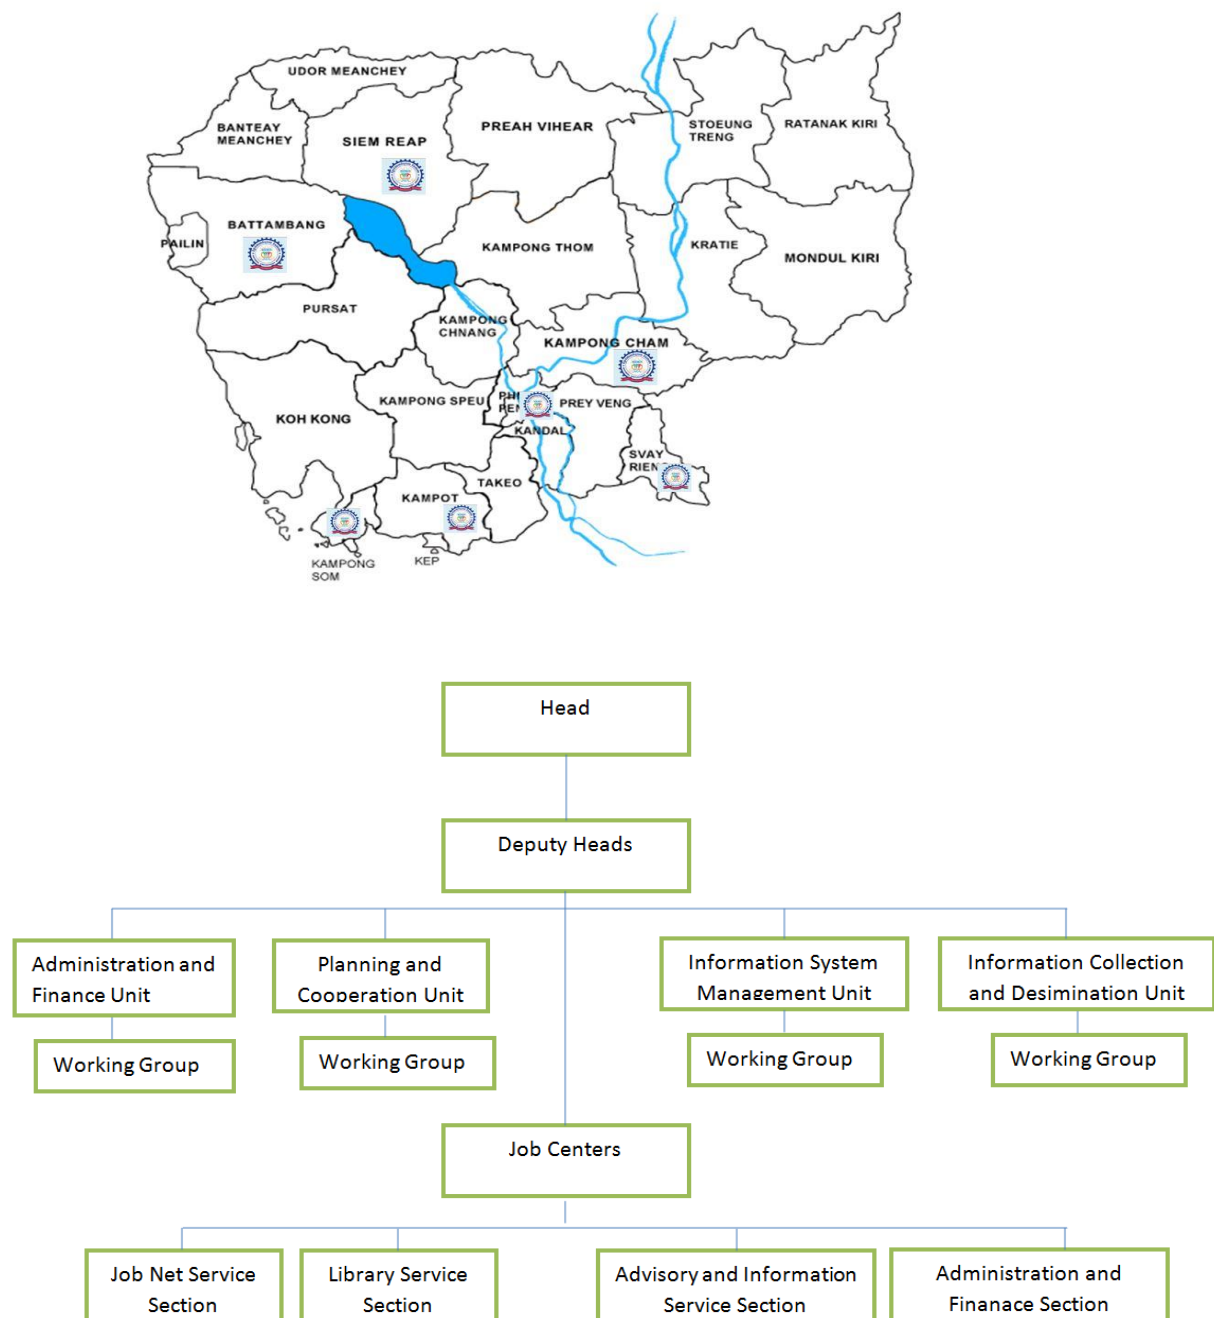 UDOR MEANCHEY
BANTEAY
MEANCHEY
SIEM REAP
PREAH VIHEAR
STOEUNG
TRENG
RATANAK KIRI
BATTAMBANG
PAILIN
KAMPONG THOM
KRATIE
MONDUL KIRI
PURSAT
KAMPONG
CHNANG
KAMPONG CHAM
KOH KONG
KAMPONG SPEU
PREY VENG
KANDAL
SVAY
TAKEO
KAMPOT
KAMPONG
SOM
KEP
Head
Deputy Heads
Administration and
Finance Unit
Planning and
Cooperation Unit
Information System
Management Unit
Information Collection
and Desimination Unit
Working Group
Working Group
Working Group
Working Group
Job Centers
Job Net Service
Section
Library Service
Section
Advisory and Information
Service Section
Administration and
Finanace Section